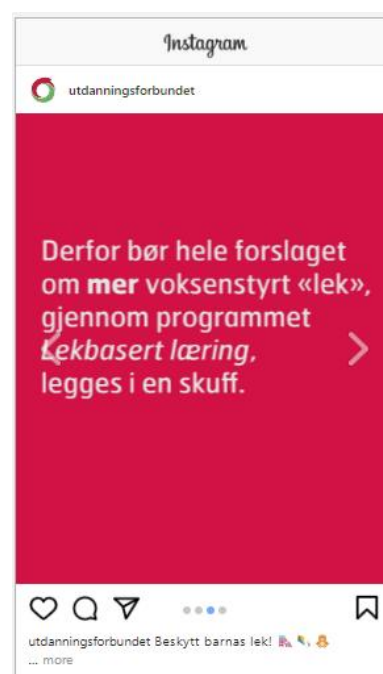 Instagram
utdanningsforbundet
Derfor bør hele forslaget
om mer voksenstyrt «lek»,
gjennom programmet
Lekbasert læring,
legges i en skuff.
utdanningsforbundet Beskytt barnas lek!
... more